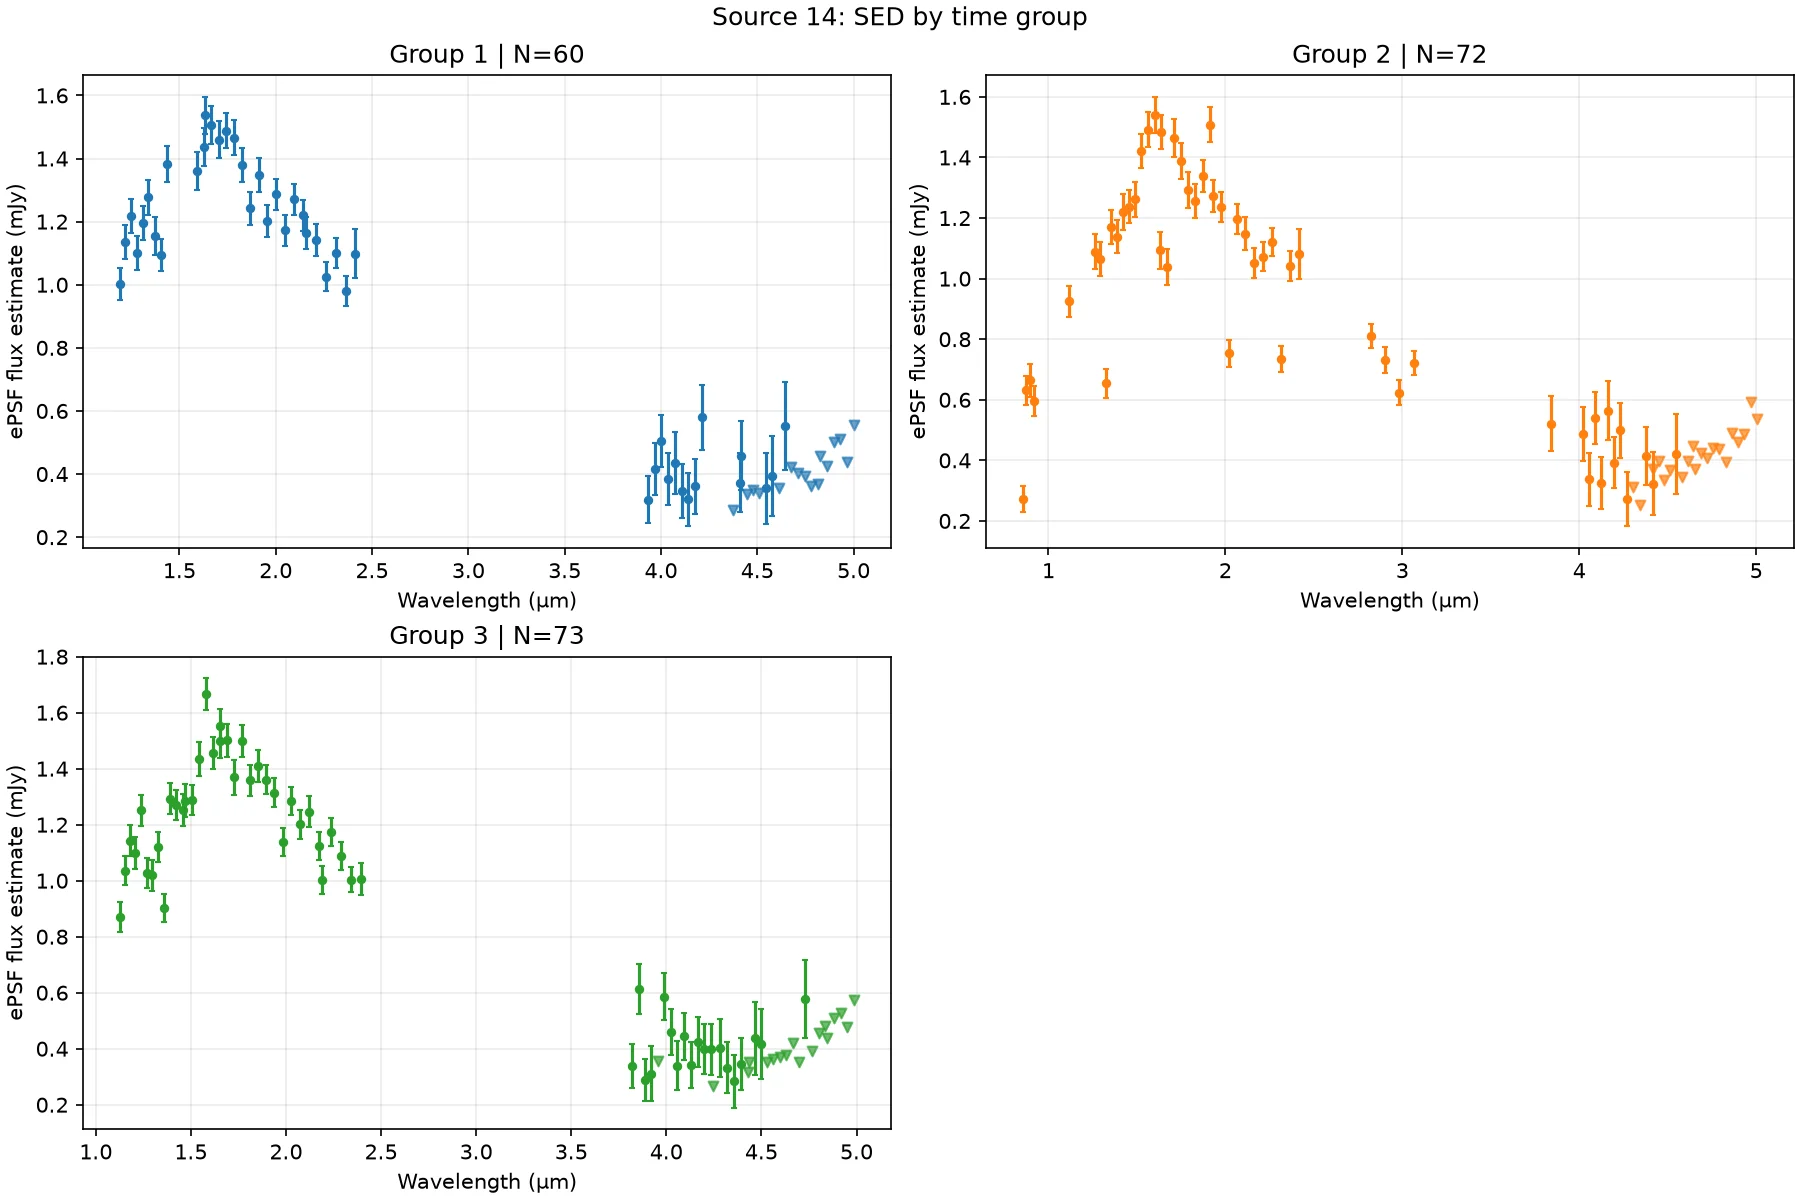 Source 14: SED by time group
Group 1 | N=60
ePSF flux estimate (mJy)
1.6
1.4
1.2
1.0
0.8
0.6
0.4
0.2
1.5 2.0 2.5 3.0 3.5 4.0 4.5 5.0
Wavelength (μm)
Group 2 | N=72
ePSF flux estimate (mJy)
1.6
1.4
1.2
1.0
0.8
0.6
0.4
0.2
1 2 3 4 5
Wavelength (μm)
Group 3 | N=73
ePSF flux estimate (mJy)
1.8
1.6
1.4
1.2
1.0
0.8
0.6
0.4
0.2
1.0 1.5 2.0 2.5 3.0 3.5 4.0 4.5 5.0
Wavelength (μm)